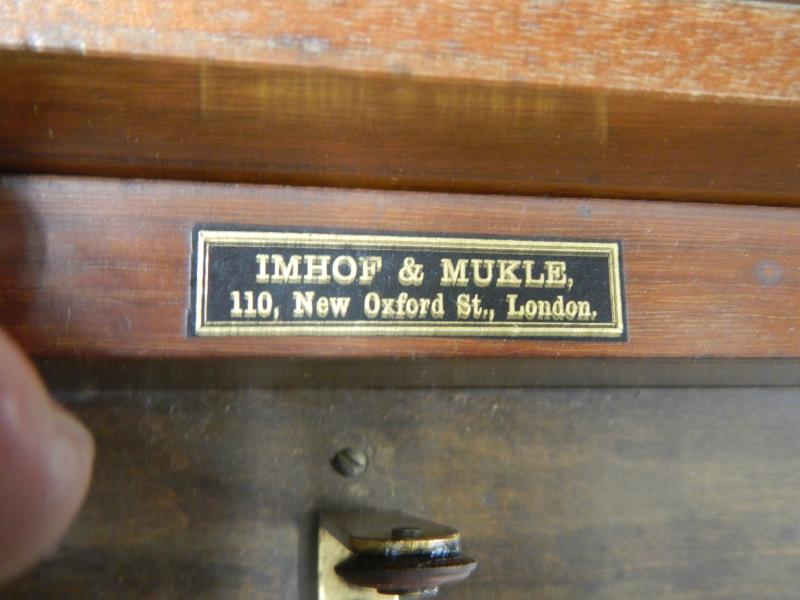 IMHOF & MUKLE,
110, New Oxford St., London.